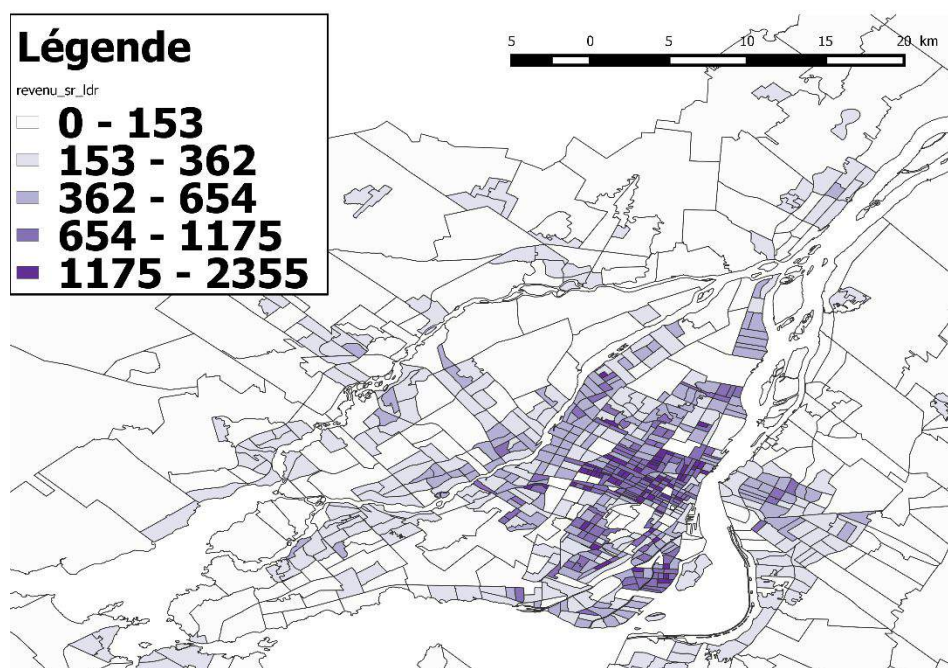 Légende
revenu_sr_ldr
0 - 153
153 - 362
362 - 654
654 - 1175
1175 - 2355
5 0 5 10 15 20 km